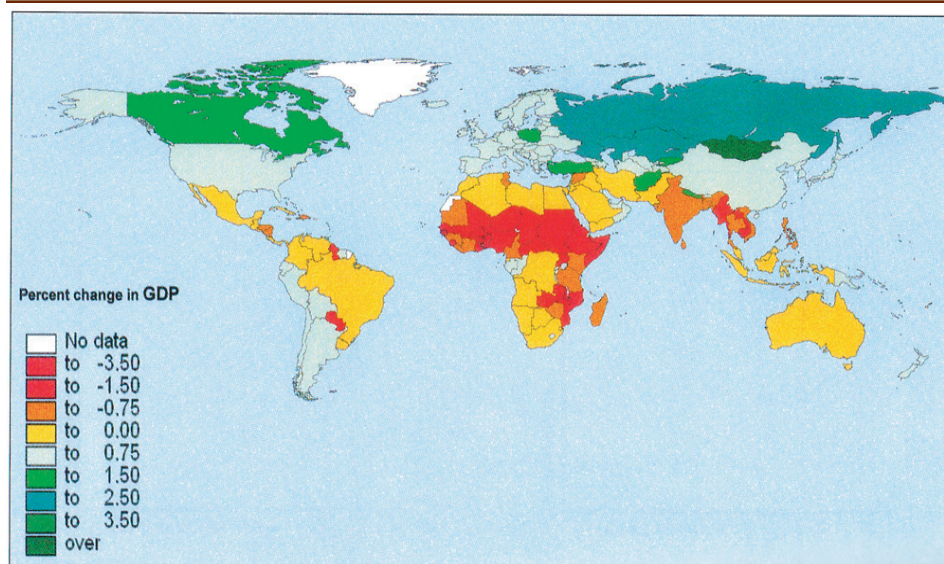 Percent change in GDP
No data
to -3.50
to -1.50
to -0.75
to 0.00
to 0.75
to 1.50
to 2.50
to 3.50
over